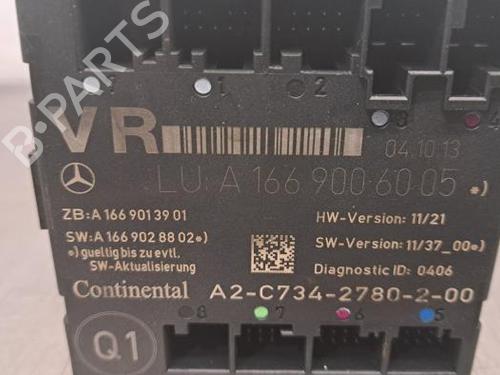 1
2
3
4
VR
04.10.13
LU: A 166 900 60 05 *)
ZB: A 166 901 39 01
HW-Version: 11/21
SW: A 166 902 88 02 *)
SW-Version: 11/37_00 *)
*) gueltig bis zu evtl.
SW-Aktualisierung
Diagnostic ID: 0406
Continental A2-C734-2780-2-00
8
7
6
5
Q1
B-PARTS